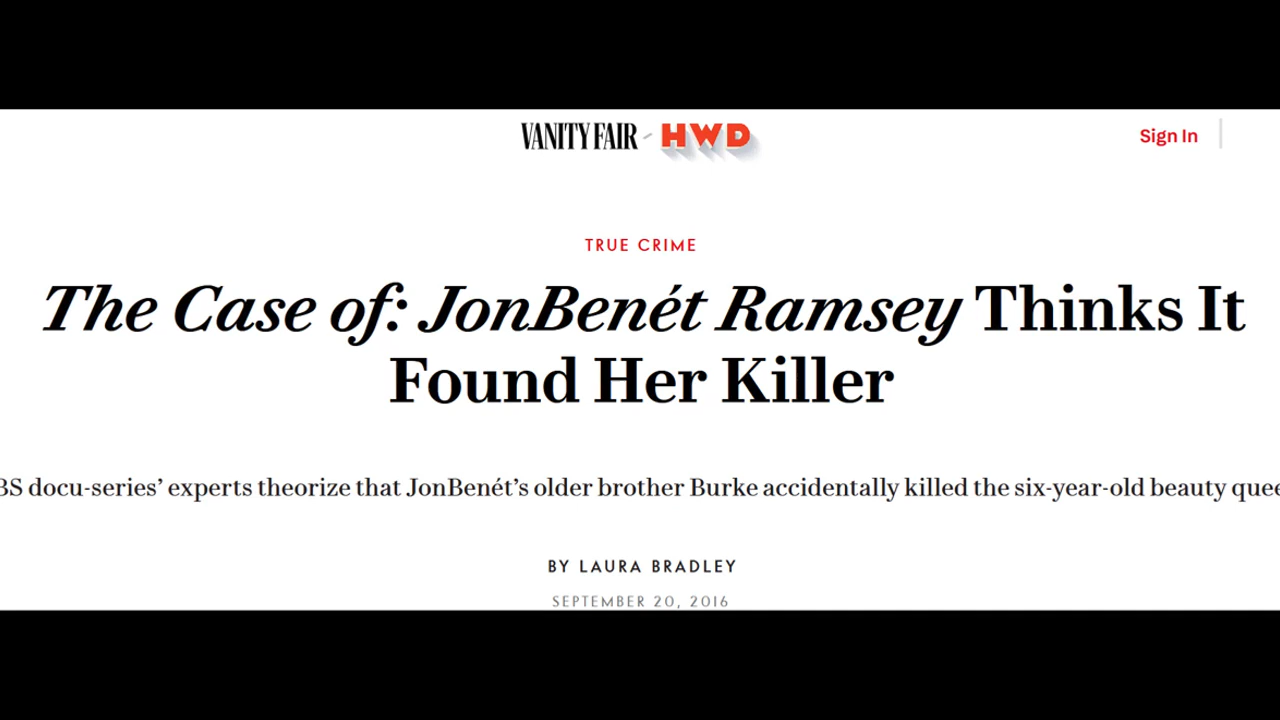 VANITY FAIR - HWD
Sign In
TRUE CRIME
The Case of: JonBenét Ramsey Thinks It
Found Her Killer
BS docu-series’ experts theorize that JonBenét’s older brother Burke accidentally killed the six-year-old beauty quee
BY LAURA BRADLEY
SEPTEMBER 20, 2016